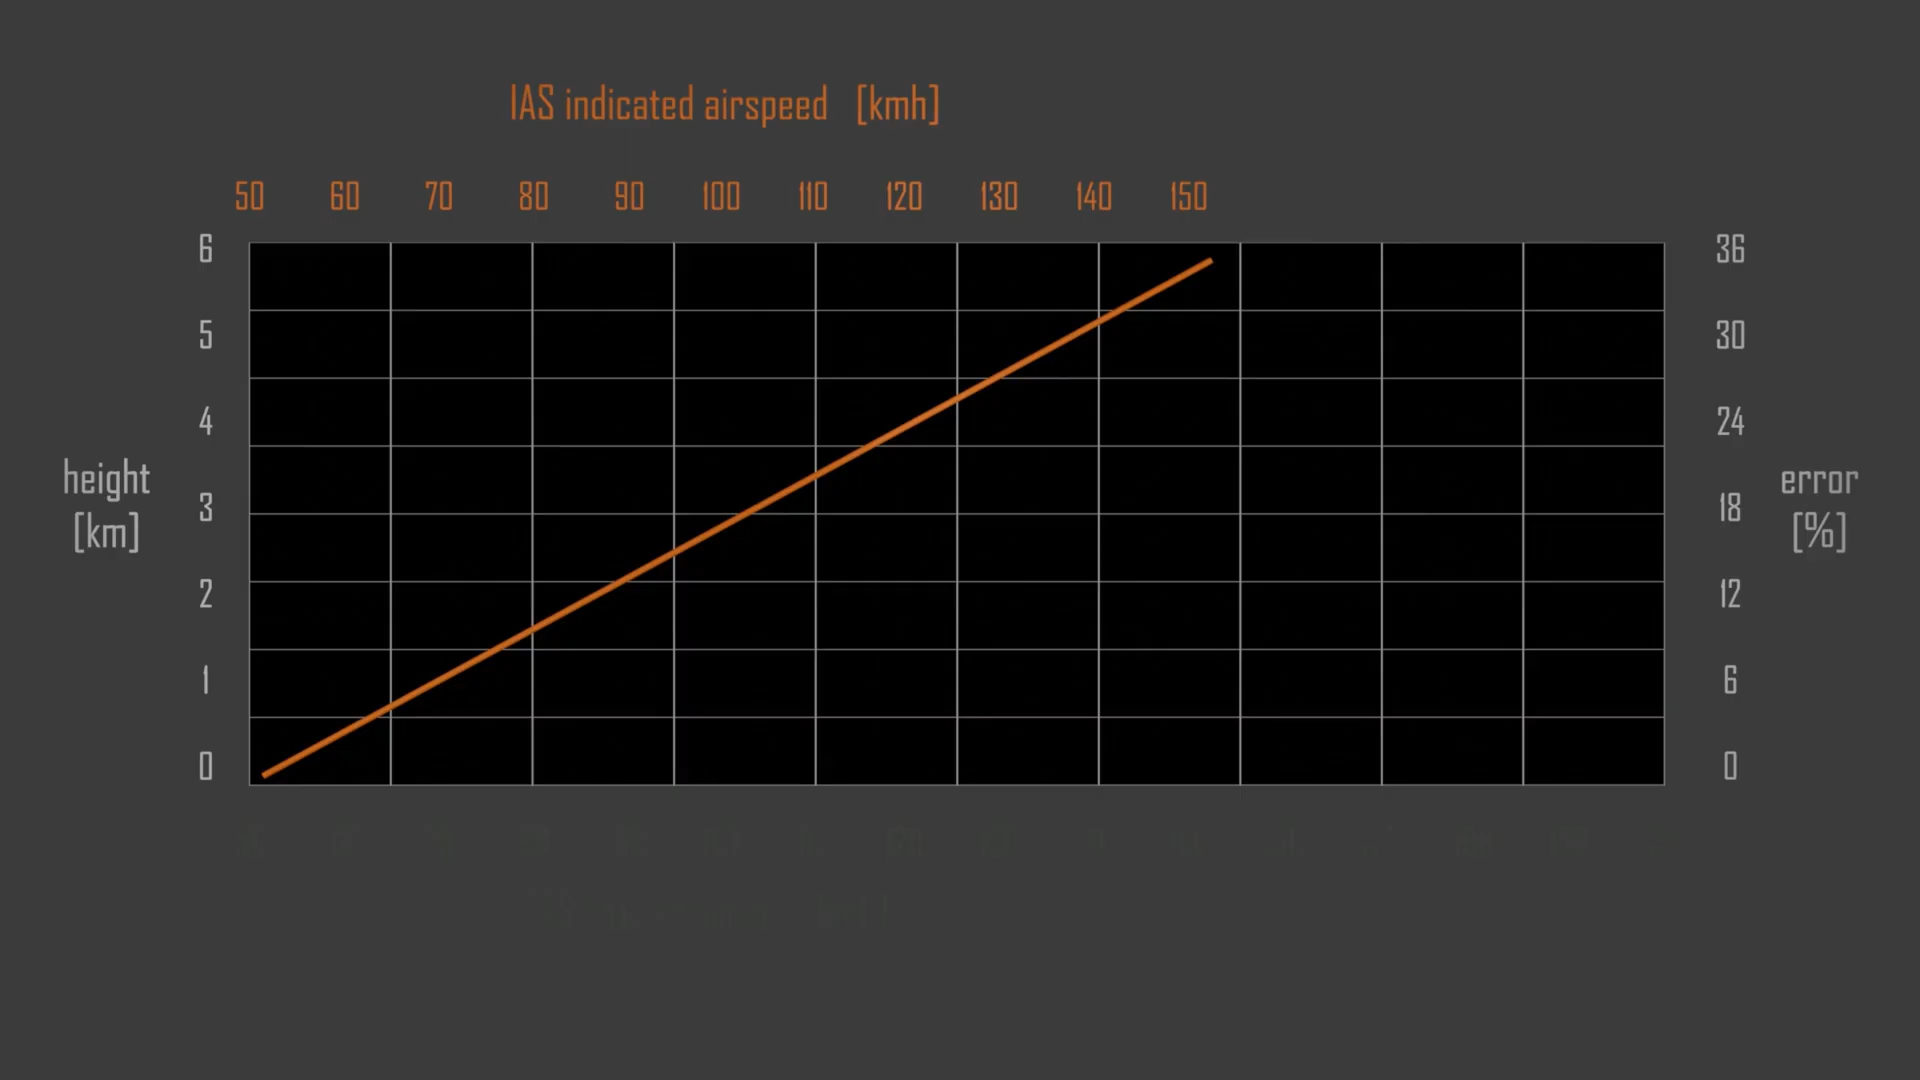 IAS indicated airspeed [kmh]
50 60 70 80 90 100 110 120 130 140 150
6 36
5 30
4 24
height
[km]
error
[%]
3 18
2 12
1 6
0 0